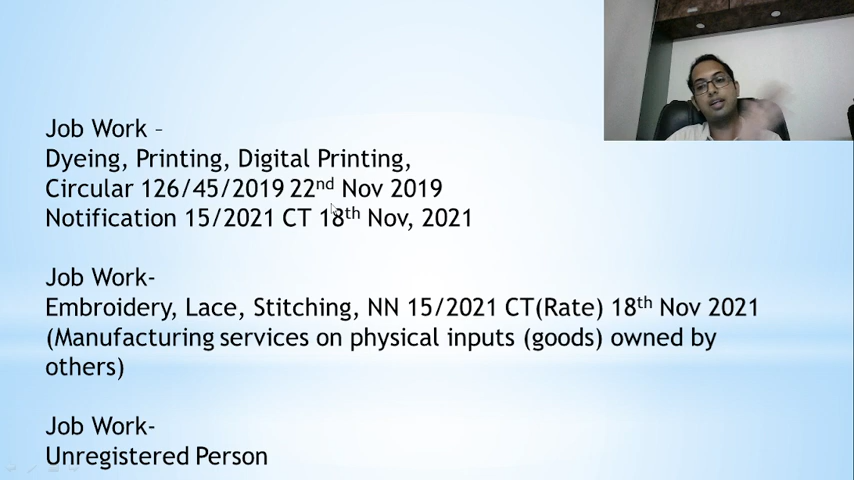 Job Work –
Dyeing, Printing, Digital Printing,
Circular 126/45/2019 22nd Nov 2019
Notification 15/2021 CT 18th Nov, 2021
Job Work-
Embroidery, Lace, Stitching, NN 15/2021 CT(Rate) 18th Nov 2021
(Manufacturing services on physical inputs (goods) owned by
others)
Job Work-
Unregistered Person